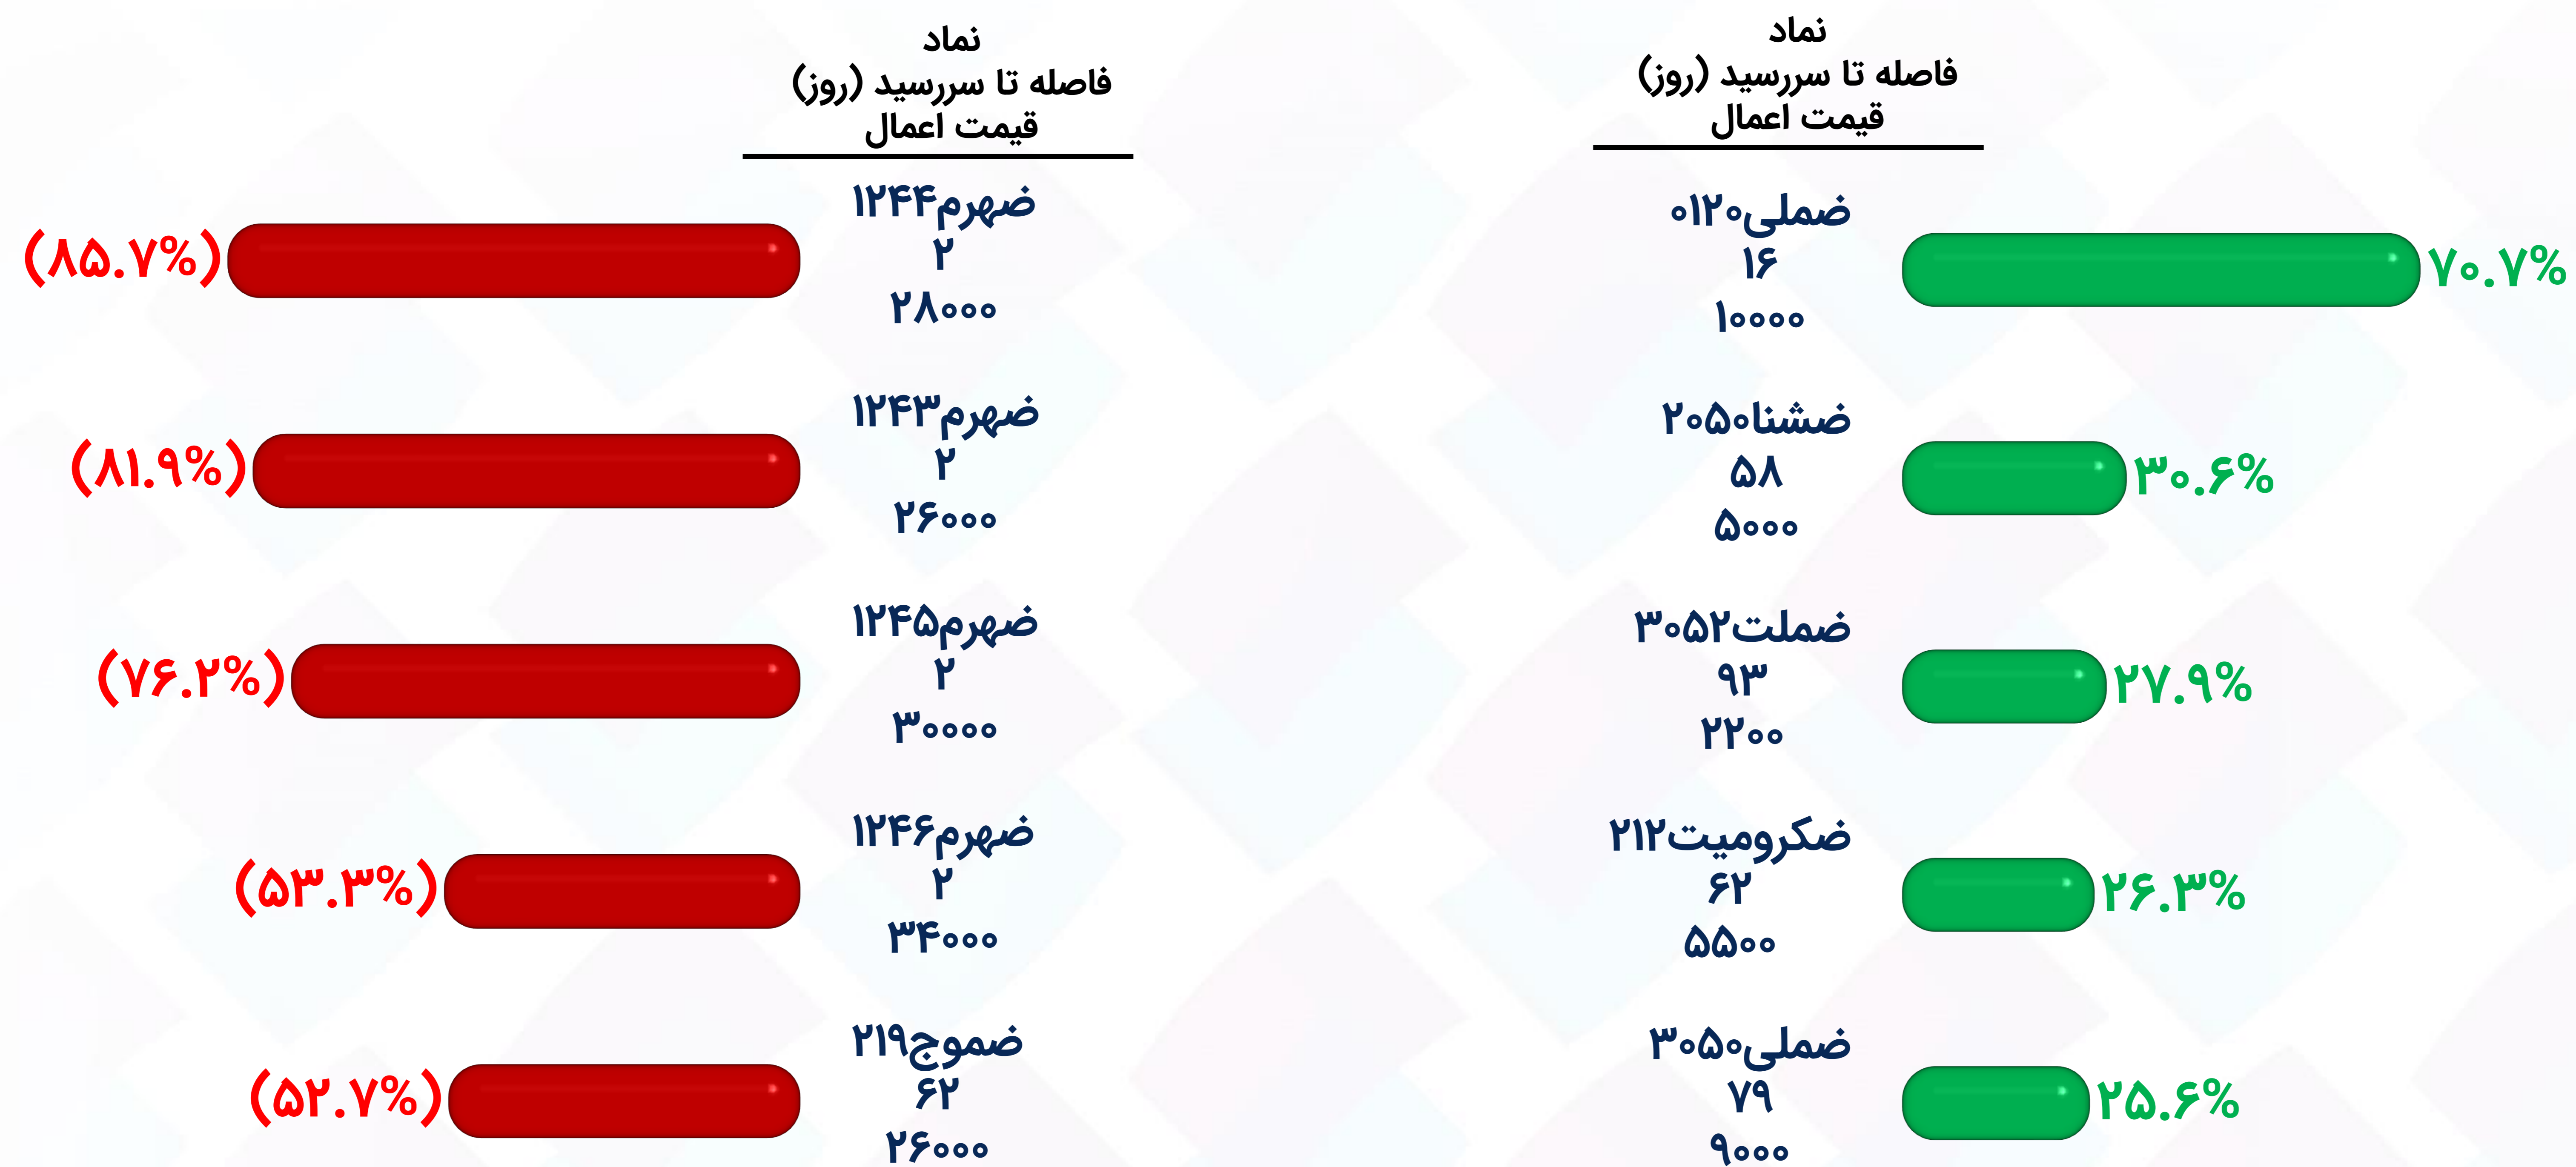 نماد
فاصله تا سررسید (روز)
قیمت اعمال
ضملی۰۱۲۰
۱۶
۱۰۰۰۰
۷۰.۷%
ضشنا۲۰۵۰
۵۸
۵۰۰۰
۳۰.۶%
ضملت۳۰۵۲
۹۳
۲۲۰۰
۲۷.۹%
ضکرومیت۲۱۲
۶۲
۵۵۰۰
۲۶.۳%
ضملی۳۰۵۰
۷۹
۹۰۰۰
۲۵.۶%
نماد
فاصله تا سررسید (روز)
قیمت اعمال
ضهرم۱۲۴۴
۲
۲۸۰۰۰
(۸۵.۷%)
ضهرم۱۲۴۳
۲
۲۶۰۰۰
(۸۱.۹%)
ضهرم۱۲۴۵
۲
۳۰۰۰۰
(۷۶.۲%)
ضهرم۱۲۴۶
۲
۳۴۰۰۰
(۵۳.۳%)
ضموج۲۱۹
۶۲
۲۶۰۰۰
(۵۲.۷%)